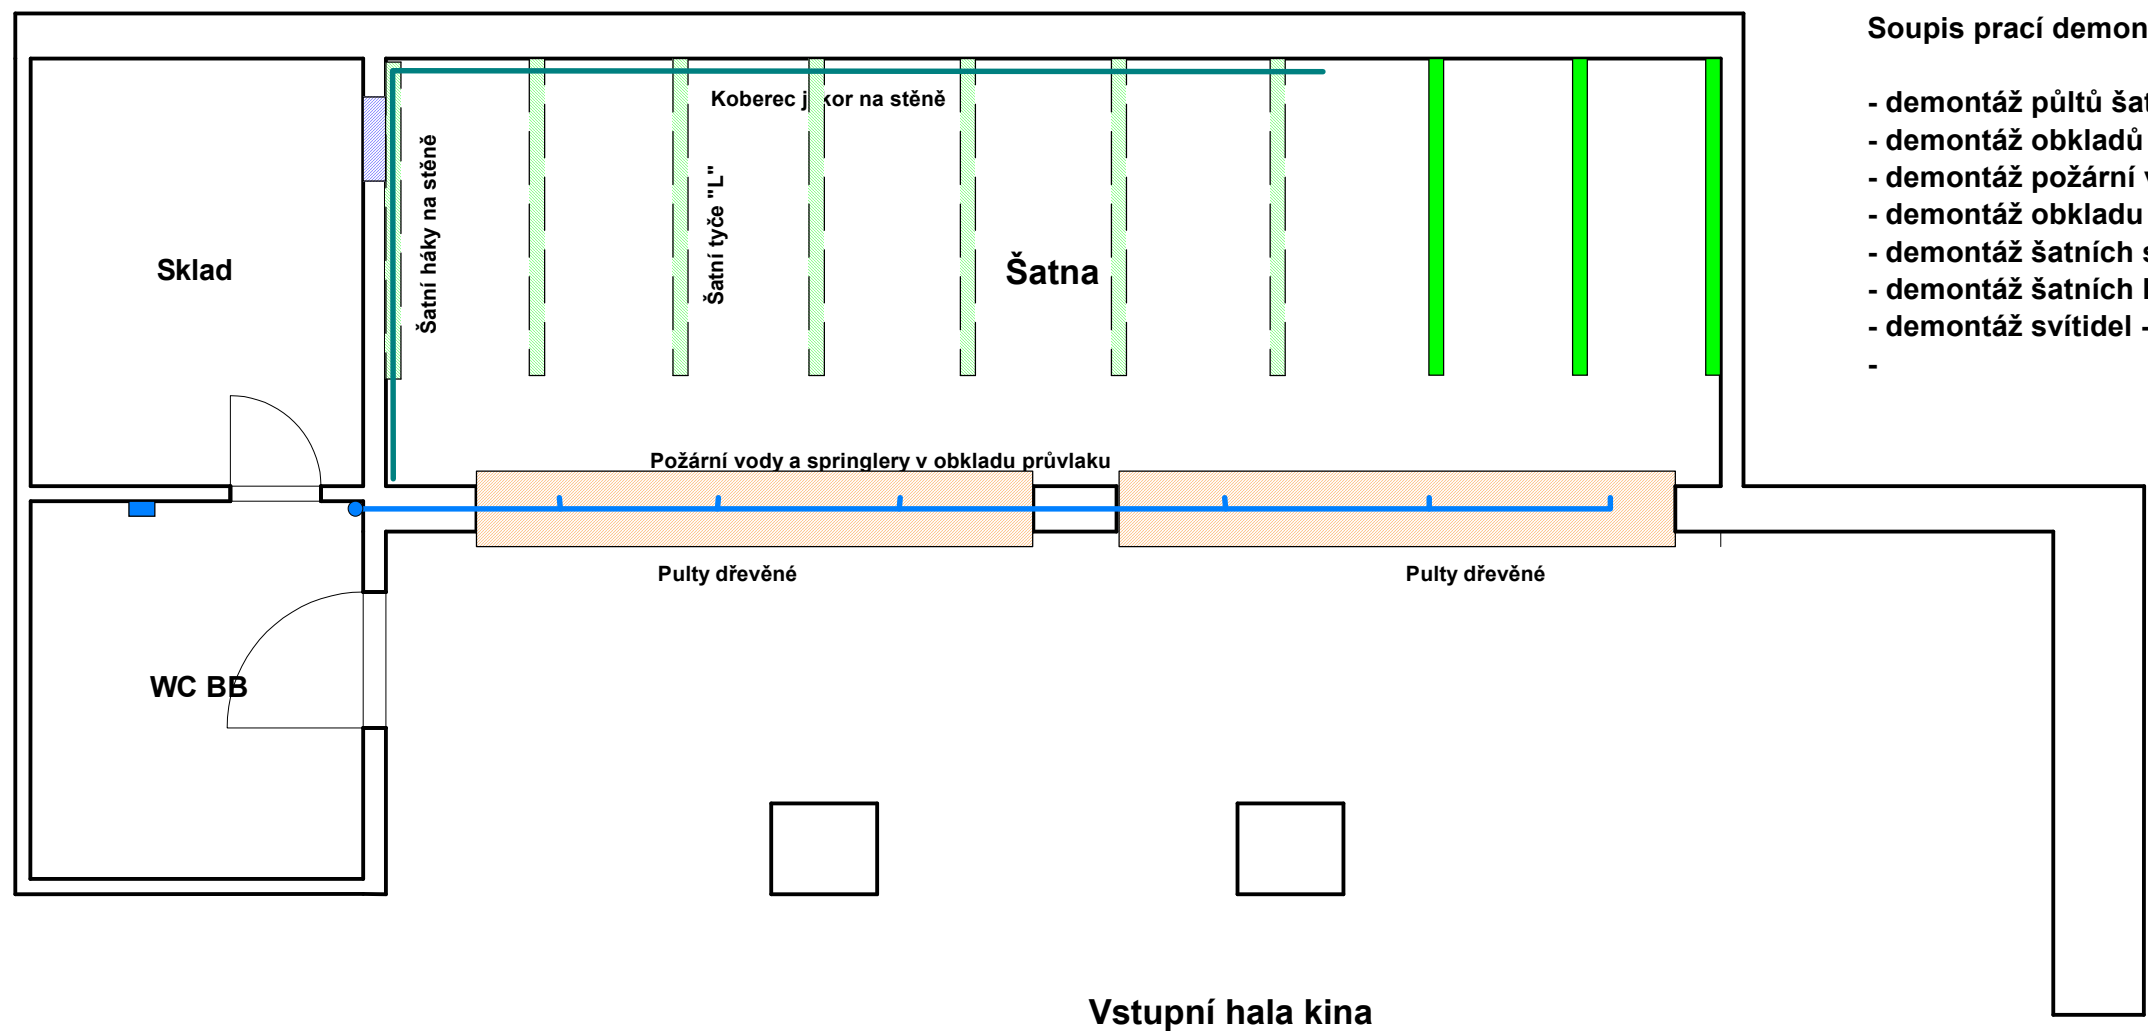 Soupis prací demon
- demontáž půltů šat
- demontáž obkladů
- demontáž požární v
- demontáž obkladu
- demontáž šatních s
- demontáž šatních
- demontáž svítidel -
-
Koberec j kor na stěně
Šatní háky na stěně
Šatní tyče "L"
Sklad
Šatna
Požární vody a springlery v obkladu průvlaku
Pulty dřevěné
Pulty dřevěné
WC BB
Vstupní hala kina